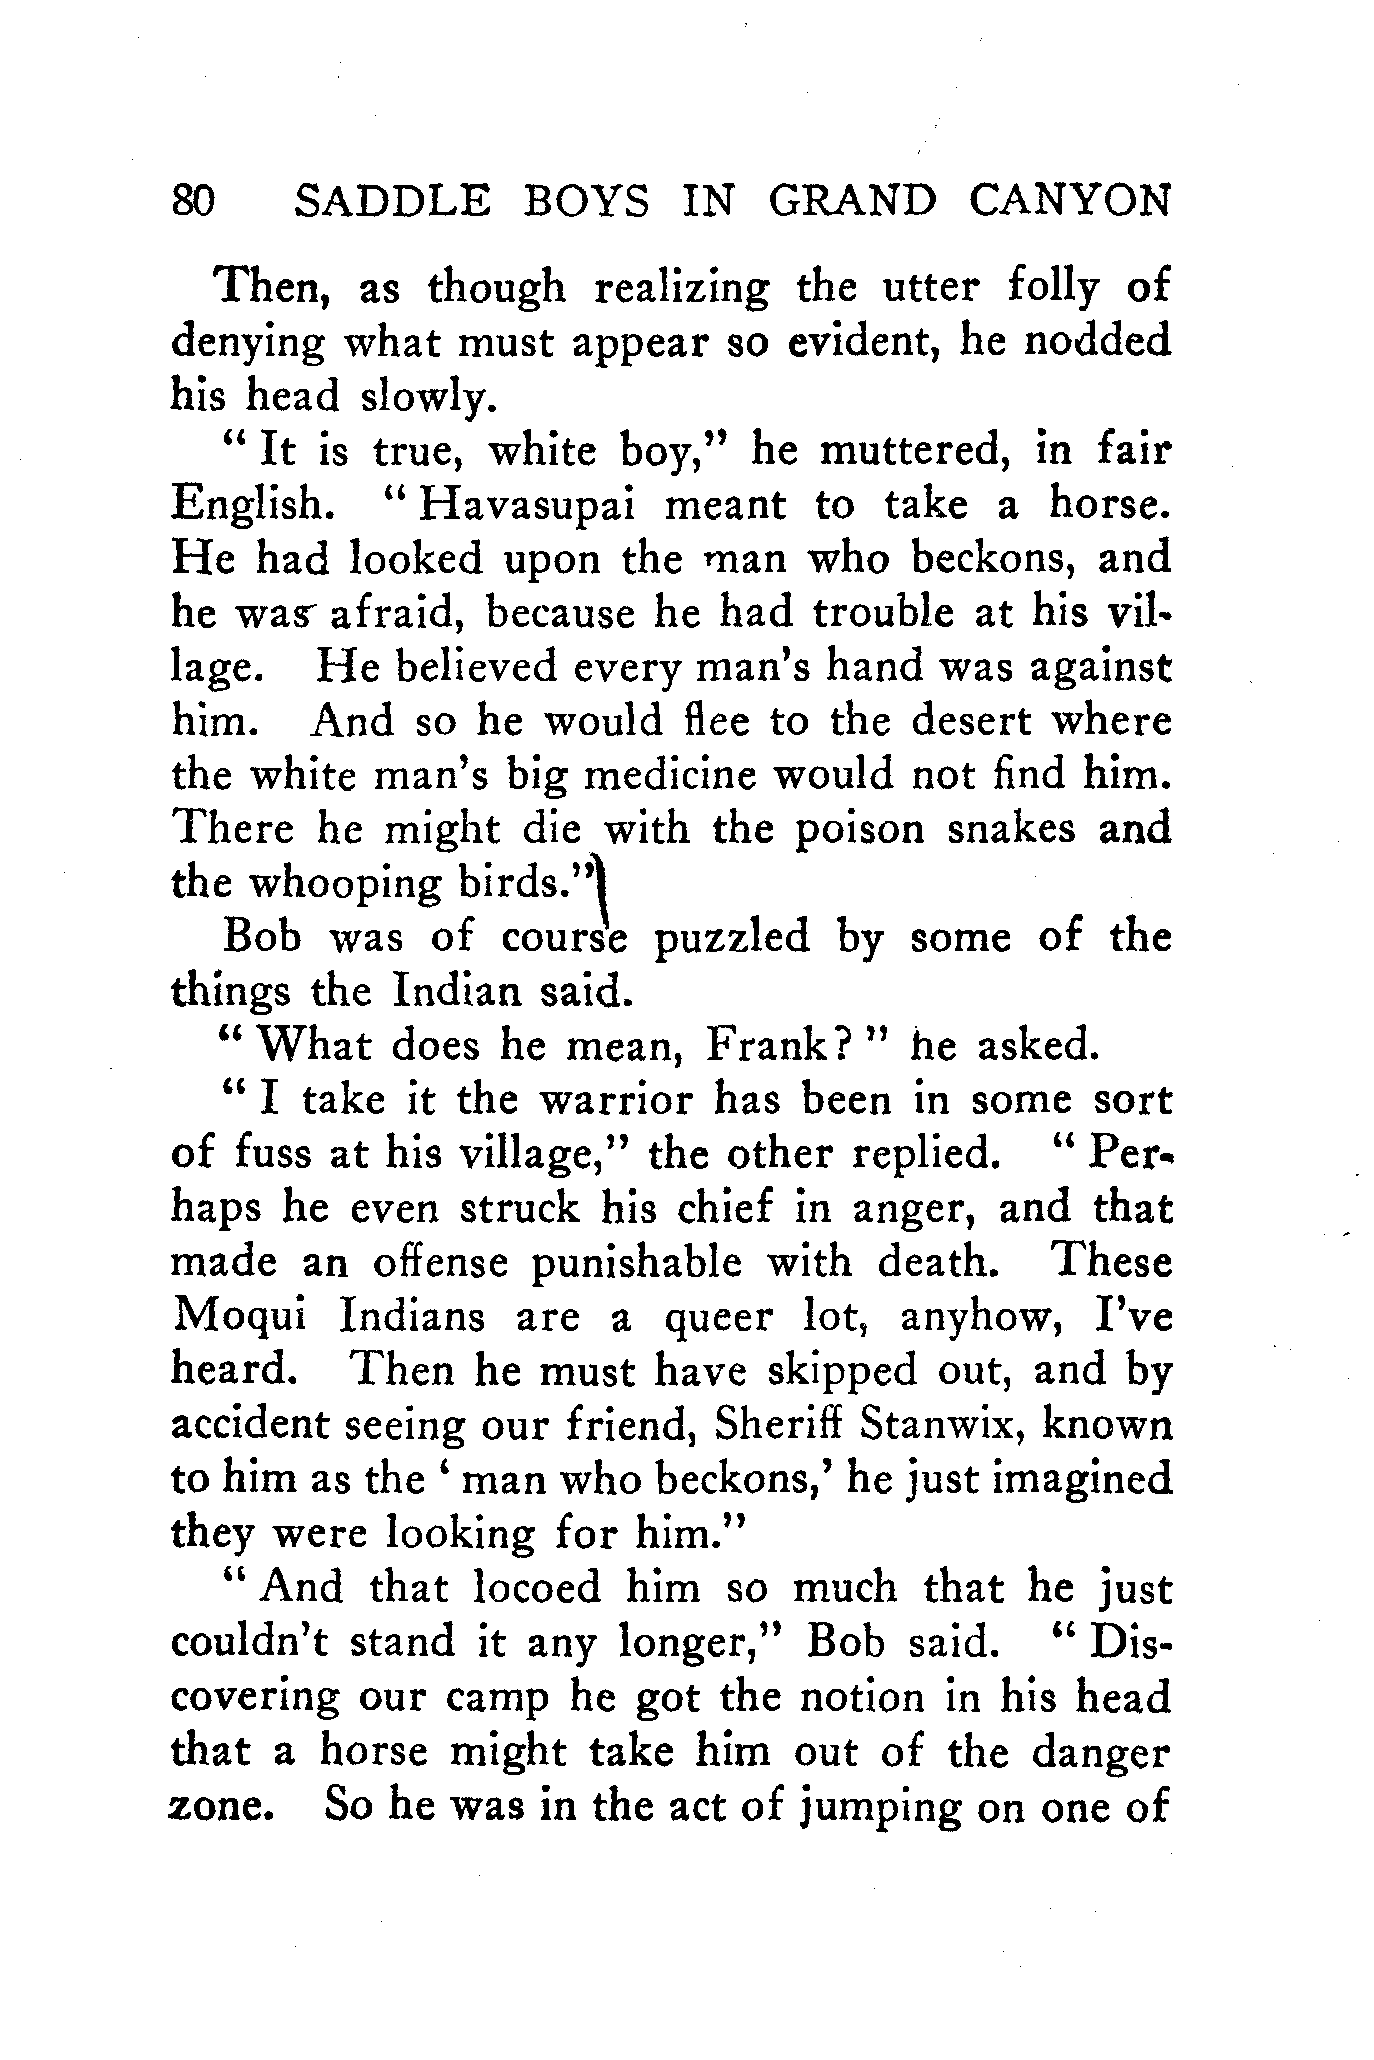 80 SADDLE BOYS IN GRAND CANYON
Then, as though realizing the utter folly of
denying what must appear so evident, he nodded
his head slowly.
" It is true, white boy," he muttered, in fair
English. " Havasupai meant to take a horse.
He had looked upon the man who beckons, and
he was afraid, because he had trouble at his vil-
lage. He believed every man's hand was against
him. And so he would flee to the desert where
the white man's big medicine would not find him.
There he might die with the poison snakes and
the whooping birds."
Bob was of course puzzled by some of the
things the Indian said.
" What does he mean, Frank? " he asked.
" I take it the warrior has been in some sort
of fuss at his village," the other replied. " Per-
haps he even struck his chief in anger, and that
made an offense punishable with death. These
Moqui Indians are a queer lot, anyhow, I've
heard. Then he must have skipped out, and by
accident seeing our friend, Sheriff Stanwix, known
to him as the ' man who beckons,' he just imagined
they were looking for him."
" And that locoed him so much that he just
couldn't stand it any longer," Bob said. " Dis-
covering our camp he got the notion in his head
that a horse might take him out of the danger
zone. So he was in the act of jumping on one of